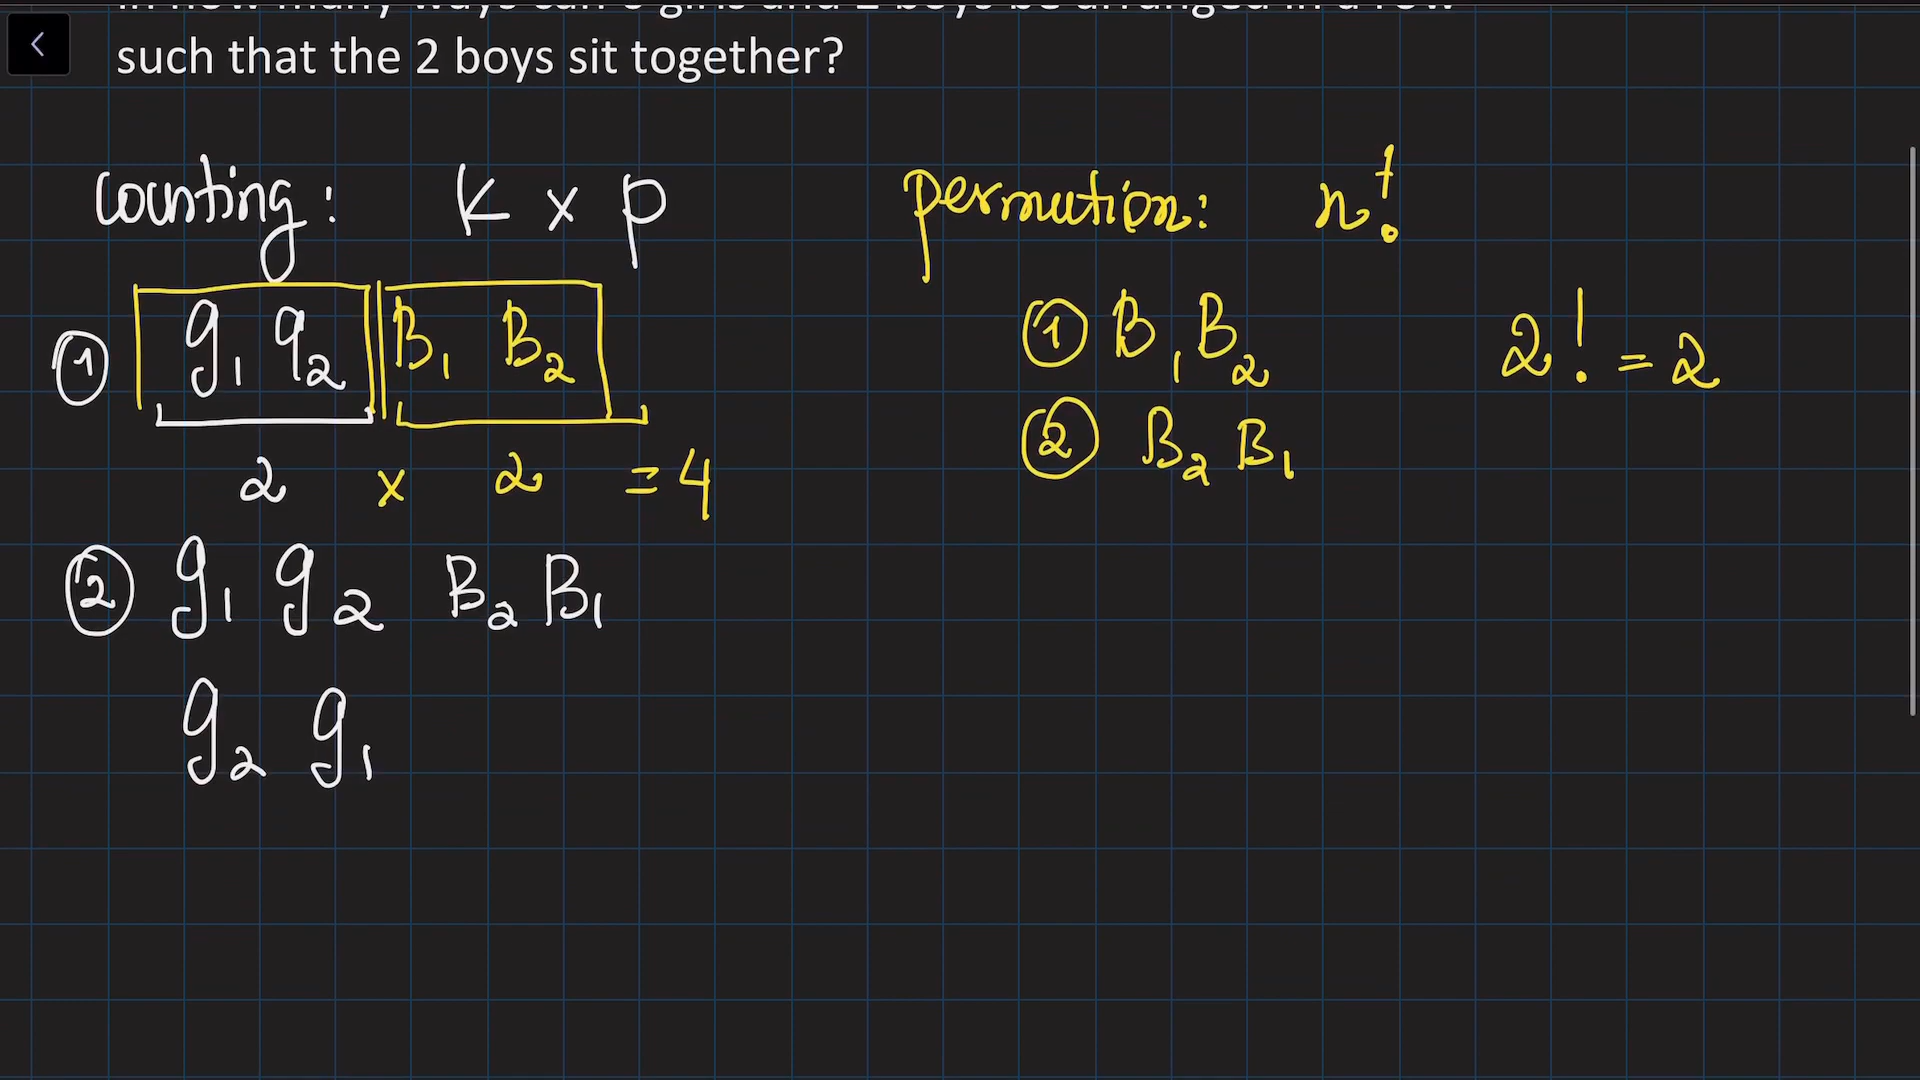 such that the 2 boys sit together?
counting: k x p
permution: n!
① g1 g2 B1 B2
2 x 2 = 4
② g1 g2 B2 B1
g2 g1
① B1 B2
2! = 2
② B2 B1